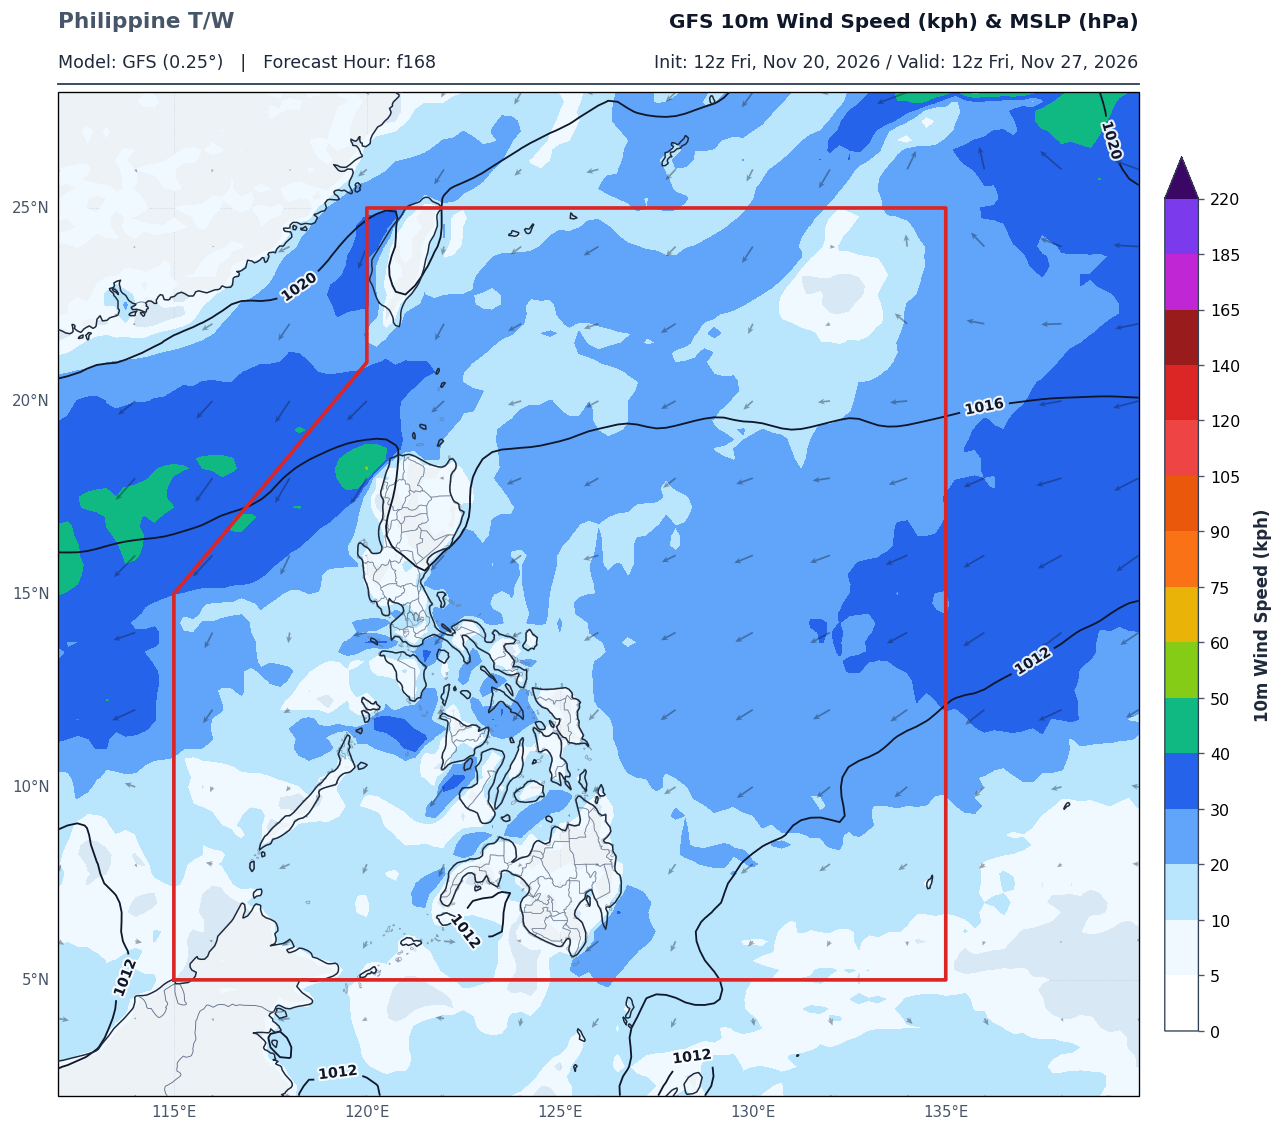 Philippine T/W
GFS 10m Wind Speed (kph) & MSLP (hPa)
Model: GFS (0.25°) | Forecast Hour: f168
Init: 12z Fri, Nov 20, 2026 / Valid: 12z Fri, Nov 27, 2026
25°N
20°N
15°N
10°N
5°N
115°E
120°E
125°E
130°E
135°E
1020
1020
1016
1012
1012
1012
1012
1012
220
185
165
140
120
105
90
75
60
50
40
30
20
10
5
0
10m Wind Speed (kph)